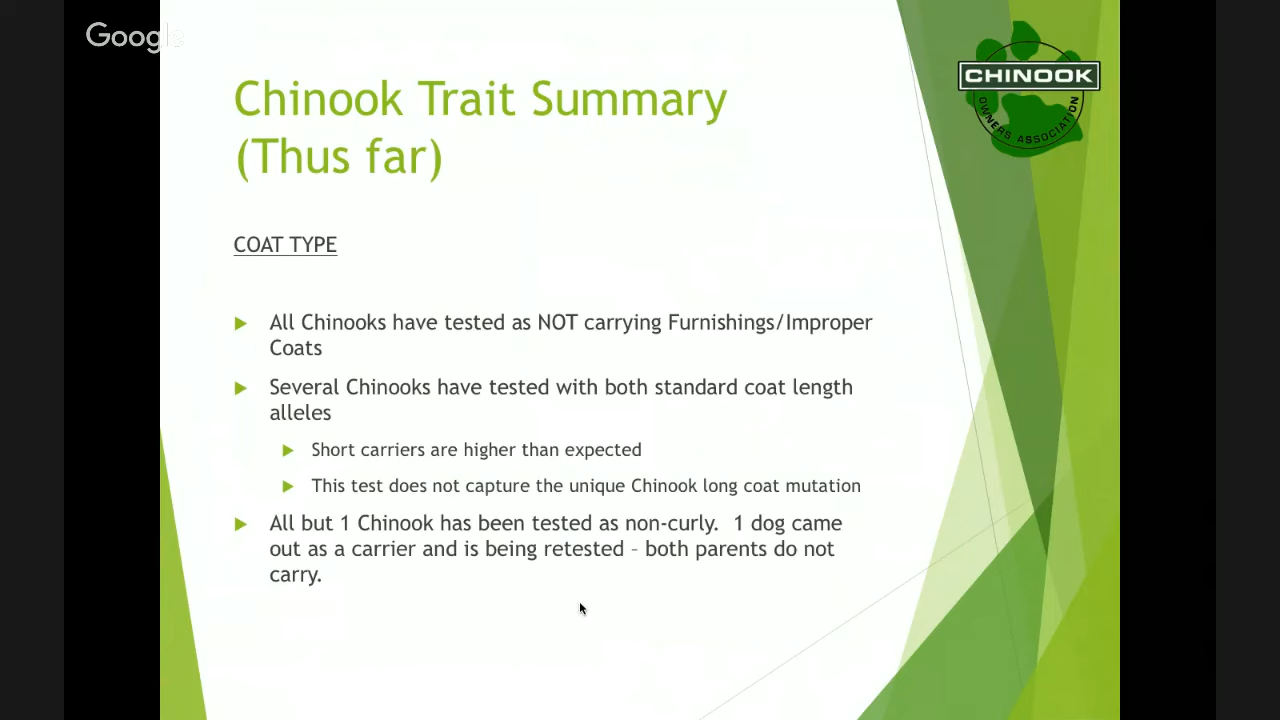 Google
CHINOOK
OWNERS ASSOCIATION
Chinook Trait Summary
(Thus far)
COAT TYPE
All Chinooks have tested as NOT carrying Furnishings/Improper
Coats
Several Chinooks have tested with both standard coat length
alleles
Short carriers are higher than expected
This test does not capture the unique Chinook long coat mutation
All but 1 Chinook has been tested as non-curly.  1 dog came
out as a carrier and is being retested – both parents do not
carry.